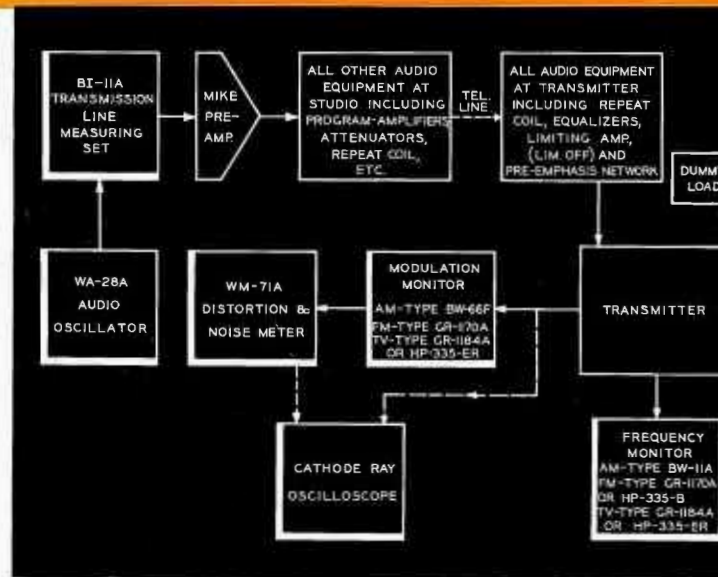 BI-11A
TRANSMISSION
LINE
MEASURING
SET
MIKE
PRE-
AMP.
ALL OTHER AUDIO
EQUIPMENT AT
STUDIO INCLUDING
PROGRAM-AMPLIFIERS
ATTENUATORS,
REPEAT COIL,
ETC.
TEL.
LINE
ALL AUDIO EQUIPMENT
AT TRANSMITTER
INCLUDING REPEAT
COIL, EQUALIZERS,
LIMITING AMP,
(LIM. OFF) AND
PRE-EMPHASIS NETWORK
DUMM
LOAD
WA-28A
AUDIO
OSCILLATOR
WM-71A
DISTORTION &
NOISE METER
MODULATION
MONITOR
AM-TYPE BW-66F
FM-TYPE GR-1170A
TV-TYPE GR-1184A
OR HP-335-ER
TRANSMITTER
CATHODE RAY
OSCILLOSCOPE
FREQUENCY
MONITOR
AM-TYPE BW-11A
FM-TYPE GR-1170A
OR HP-335-B
TV-TYPE GR-1184A
OR HP-335-ER